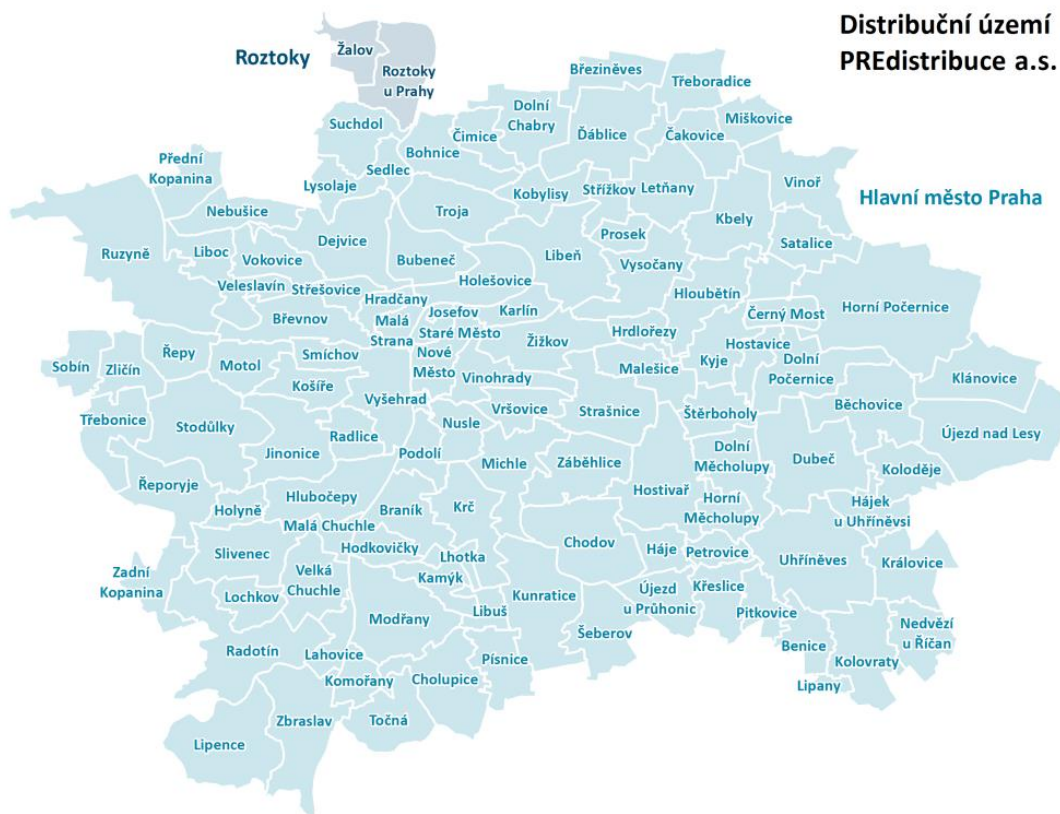 Distribuční území
PREdistribuce a.s.
Roztoky
Žalov
Roztoky
u Prahy
Hlavní město Praha
Březiněves
Třeboradice
Suchdol
Čimice
Dolní
Chabry
Ďáblice
Čakovice
Miškovice
Bohnice
Přední
Kopanina
Sedlec
Lysolaje
Kobylisy
Střížkov
Letňany
Vinoř
Nebušice
Troja
Kbely
Ruzyně
Liboc
Vokovice
Dejvice
Bubeneč
Libeň
Prosek
Vysočany
Satalice
Veleslavín
Střešovice
Holešovice
Hloubětín
Hradčany
Břevnov
Malá
Strana
Josefov
Staré Město
Karlín
Žižkov
Hrdlořezy
Černý Most
Horní Počernice
Hostavice
Sobín
Zličín
Řepy
Motol
Smíchov
Nové
Město
Vinohrady
Malešice
Kyje
Dolní
Počernice
Klánovice
Košíře
Vyšehrad
Vršovice
Strašnice
Štěrboholy
Běchovice
Třebonice
Stodůlky
Radlice
Nusle
Újezd nad Lesy
Jinonice
Podolí
Michle
Záběhlice
Dolní
Měcholupy
Dubeč
Koloděje
Řeporyje
Hlubočepy
Hostivař
Horní
Měcholupy
Hájek
u Uhříněvsi
Holyně
Malá Chuchle
Braník
Krč
Slivenec
Hodkovičky
Lhotka
Chodov
Háje
Petrovice
Uhříněves
Královice
Zadní
Kopanina
Lochkov
Velká
Chuchle
Kamýk
Kunratice
Újezd
u Průhonic
Křeslice
Pitkovice
Modřany
Libuš
Šeberov
Nedvězí
u Říčan
Radotín
Lahovice
Písnice
Benice
Kolovraty
Komořany
Cholupice
Lipany
Lipence
Zbraslav
Točná